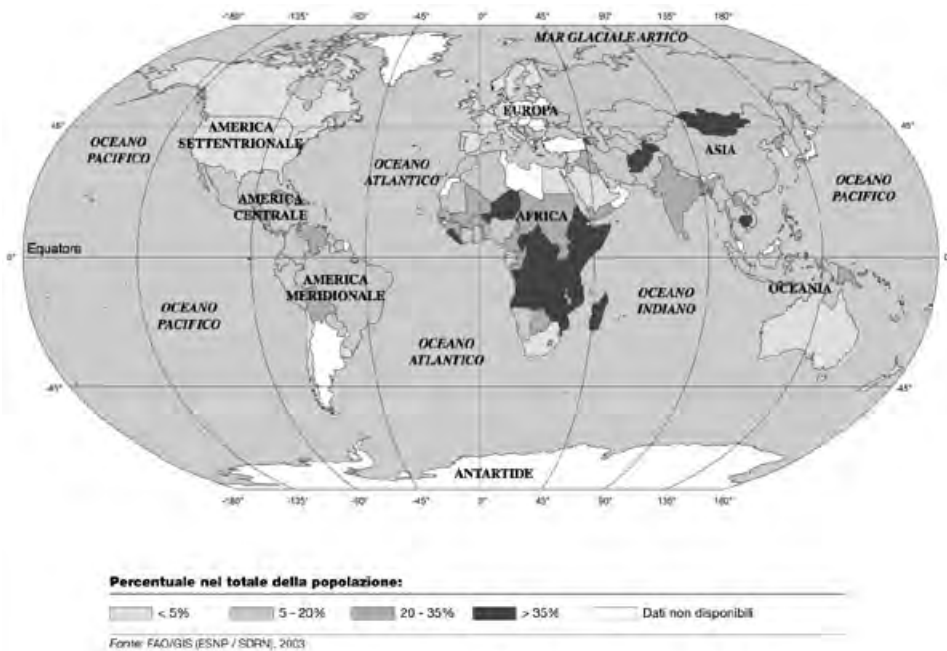 -180° -135° -90° -45° 0° 45° 90° 135° 180°
MAR GLACIALE ARTICO
EUROPA
45° 45°
AMERICA
SETTENTRIONALE
ASIA
OCEANO
PACIFICO
OCEANO
ATLANTICO
OCEANO
PACIFICO
AMERICA
CENTRALE
AFRICA
Equatore
0°
AMERICA
MERIDIONALE
OCEANIA
OCEANO
PACIFICO
OCEANO
INDIANO
OCEANO
ATLANTICO
-45° -45°
ANTARTIDE
-180° -135° -90° -45° 0° 45° 90° 135° 180°
Percentuale nel totale della popolazione:
< 5% 5 - 20% 20 - 35% > 35% Dati non disponibili
Fonte: FAO/GIS (ESNP / SDRN), 2003